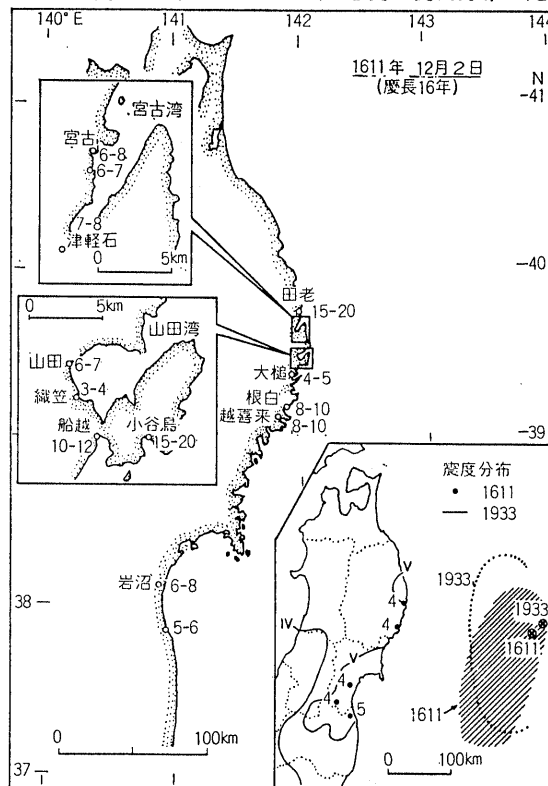 140°E
141
142
143
144
1611年 12月2日
(慶長16年)
N
-41
宮古湾
宮古
6-8
6-7
7-8
津軽石
0
5km
-40
田老
15-20
0
5km
山田湾
山田
6-7
織笠
3-4
船越
10-12
小谷鳥
15-20
大槌
4-5
根白
8-10
越喜来
8-10
-39
震度分布
• 1611
— 1933
V
4
4
IV
V
4
4
5
1933
1933
1611
1611
0
100km
岩沼
6-8
38
5-6
0
100km
37